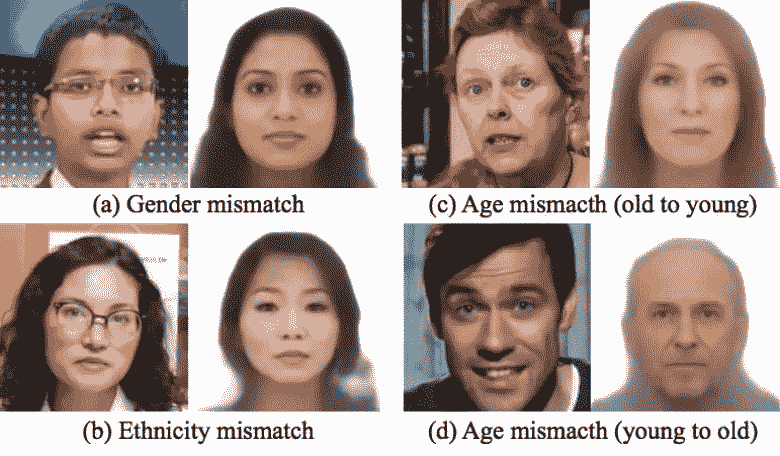 (a) Gender mismatch
(c) Age mismacth (old to young)
(b) Ethnicity mismatch
(d) Age mismacth (young to old)